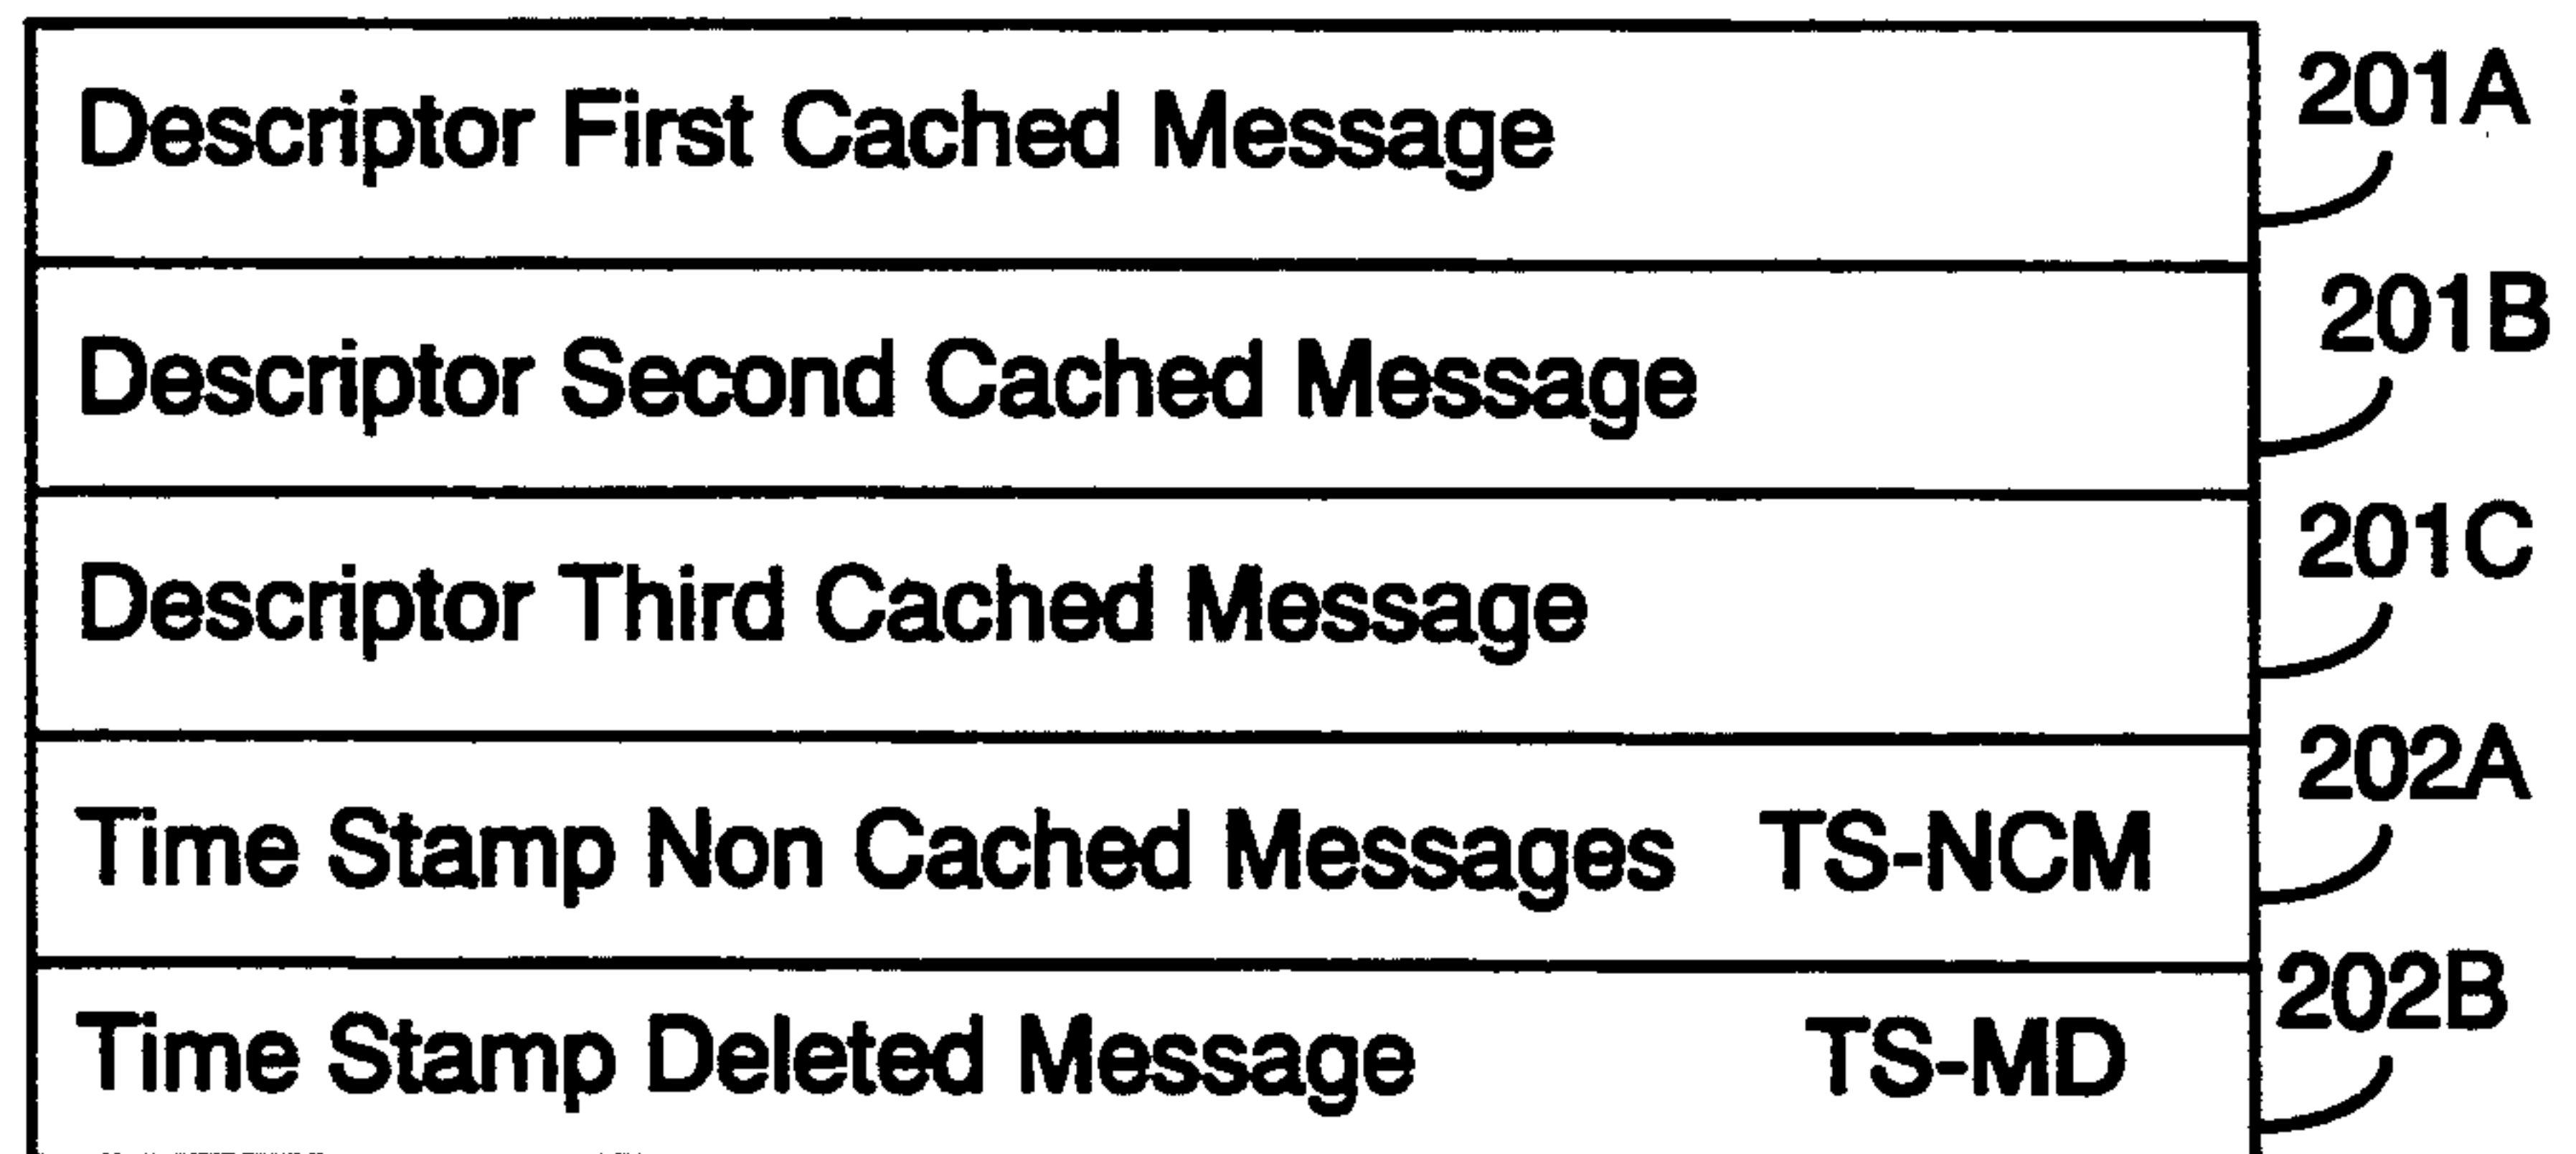 Descriptor First Cached Message 201A
Descriptor Second Cached Message 201B
Descriptor Third Cached Message 201C
Time Stamp Non Cached Messages TS-NCM 202A
Time Stamp Deleted Message TS-MD 202B